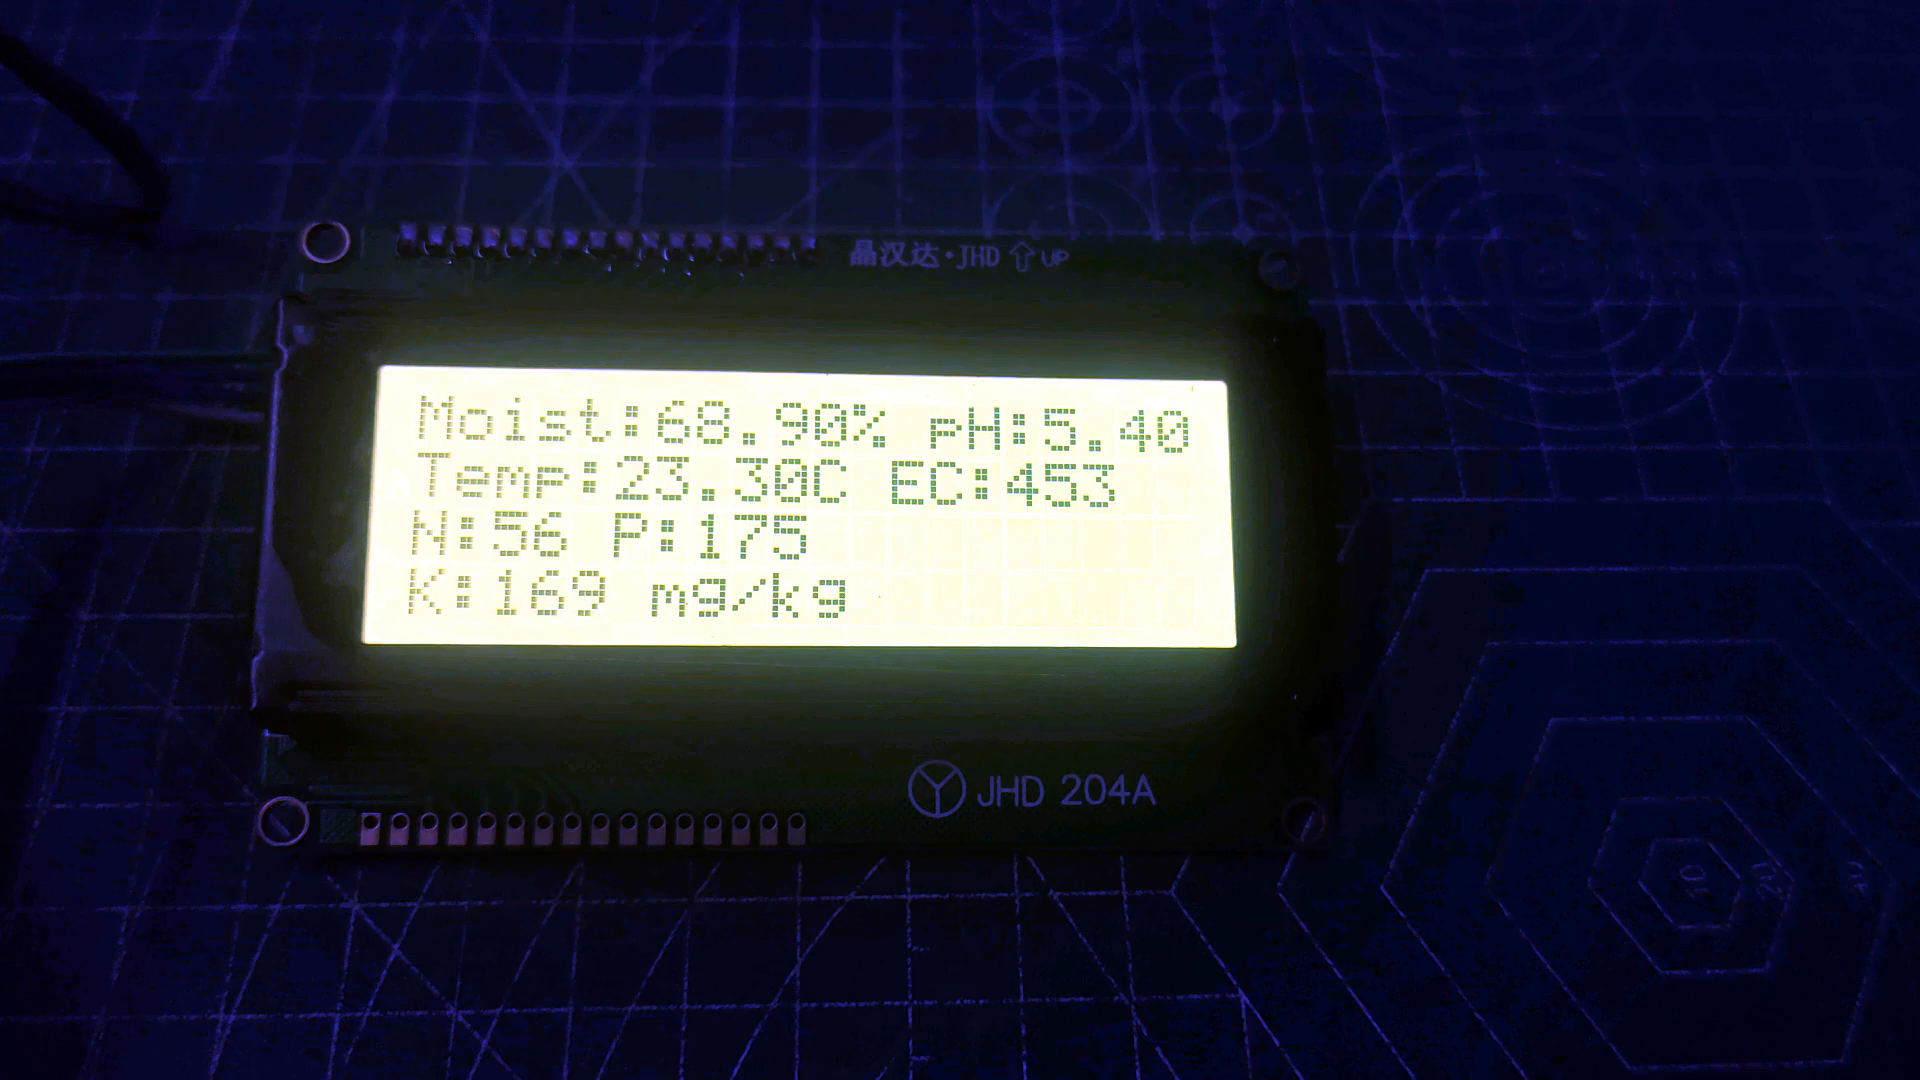 晶汉达·JHD⇧UP
Moist:68.90% pH:5.40
Temp:23.30C EC:453
N:56 P:175
K:169 mg/kg
JHD 204A
10